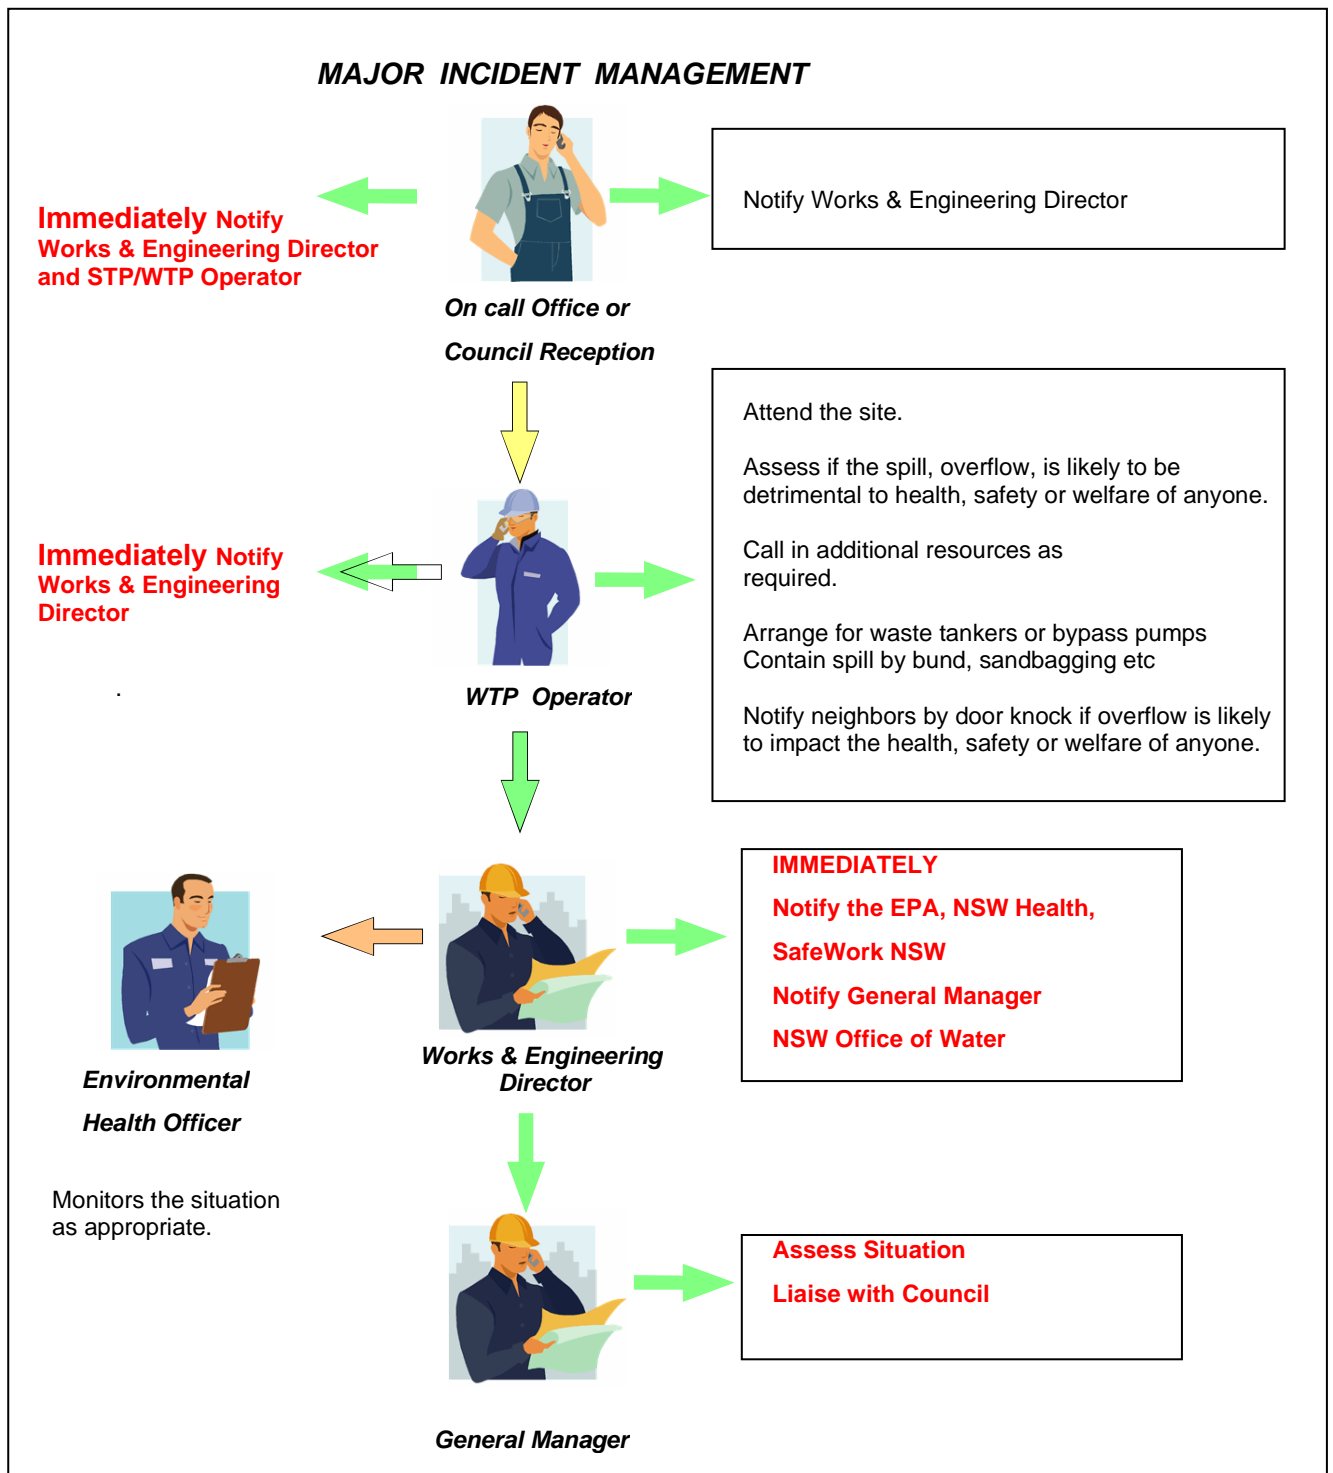 MAJOR INCIDENT MANAGEMENT
Immediately Notify
Works & Engineering Director
and STP/WTP Operator
Notify Works & Engineering Director
On call Office or
Council Reception
Attend the site.
Assess if the spill, overflow, is likely to be
detrimental to health, safety or welfare of anyone.
Call in additional resources as
required.
Arrange for waste tankers or bypass pumps
Contain spill by bund, sandbagging etc
Notify neighbors by door knock if overflow is likely
to impact the health, safety or welfare of anyone.
Immediately Notify
Works & Engineering
Director
.
WTP Operator
IMMEDIATELY
Notify the EPA, NSW Health,
SafeWork NSW
Notify General Manager
NSW Office of Water
Works & Engineering
Director
Environmental
Health Officer
Monitors the situation
as appropriate.
Assess Situation
Liaise with Council
General Manager